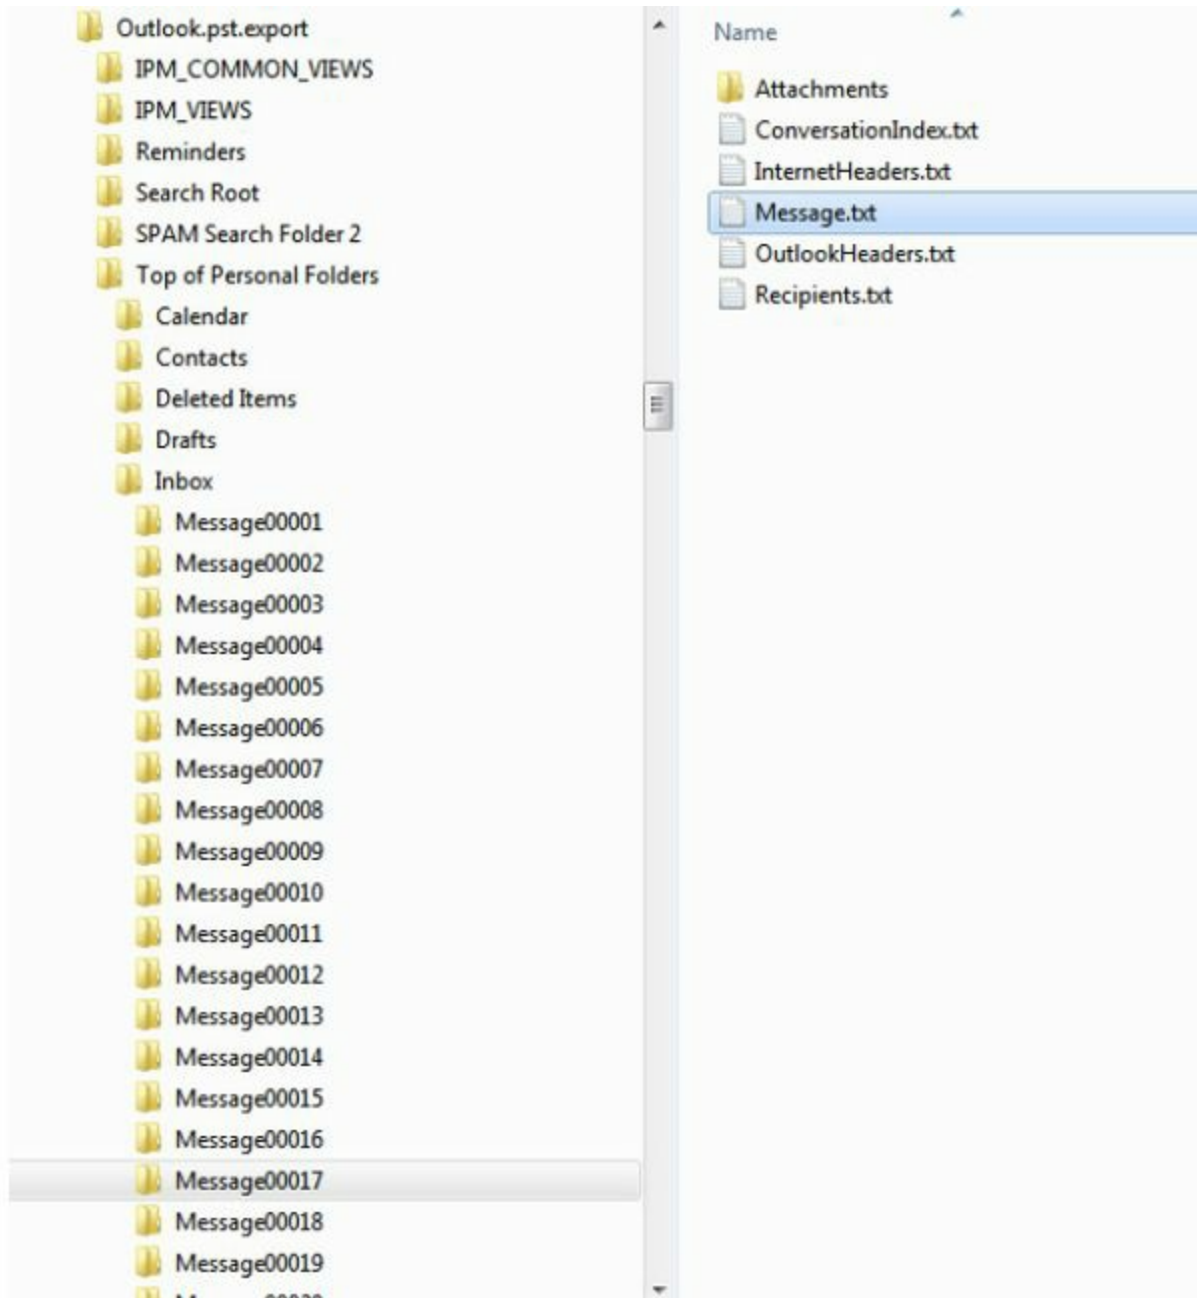 Outlook.pst.export
IPM_COMMON_VIEWS
IPM_VIEWS
Reminders
Search Root
SPAM Search Folder 2
Top of Personal Folders
Calendar
Contacts
Deleted Items
Drafts
Inbox
Message00001
Message00002
Message00003
Message00004
Message00005
Message00006
Message00007
Message00008
Message00009
Message00010
Message00011
Message00012
Message00013
Message00014
Message00015
Message00016
Message00017
Message00018
Message00019
Name
Attachments
ConversationIndex.txt
InternetHeaders.txt
Message.txt
OutlookHeaders.txt
Recipients.txt